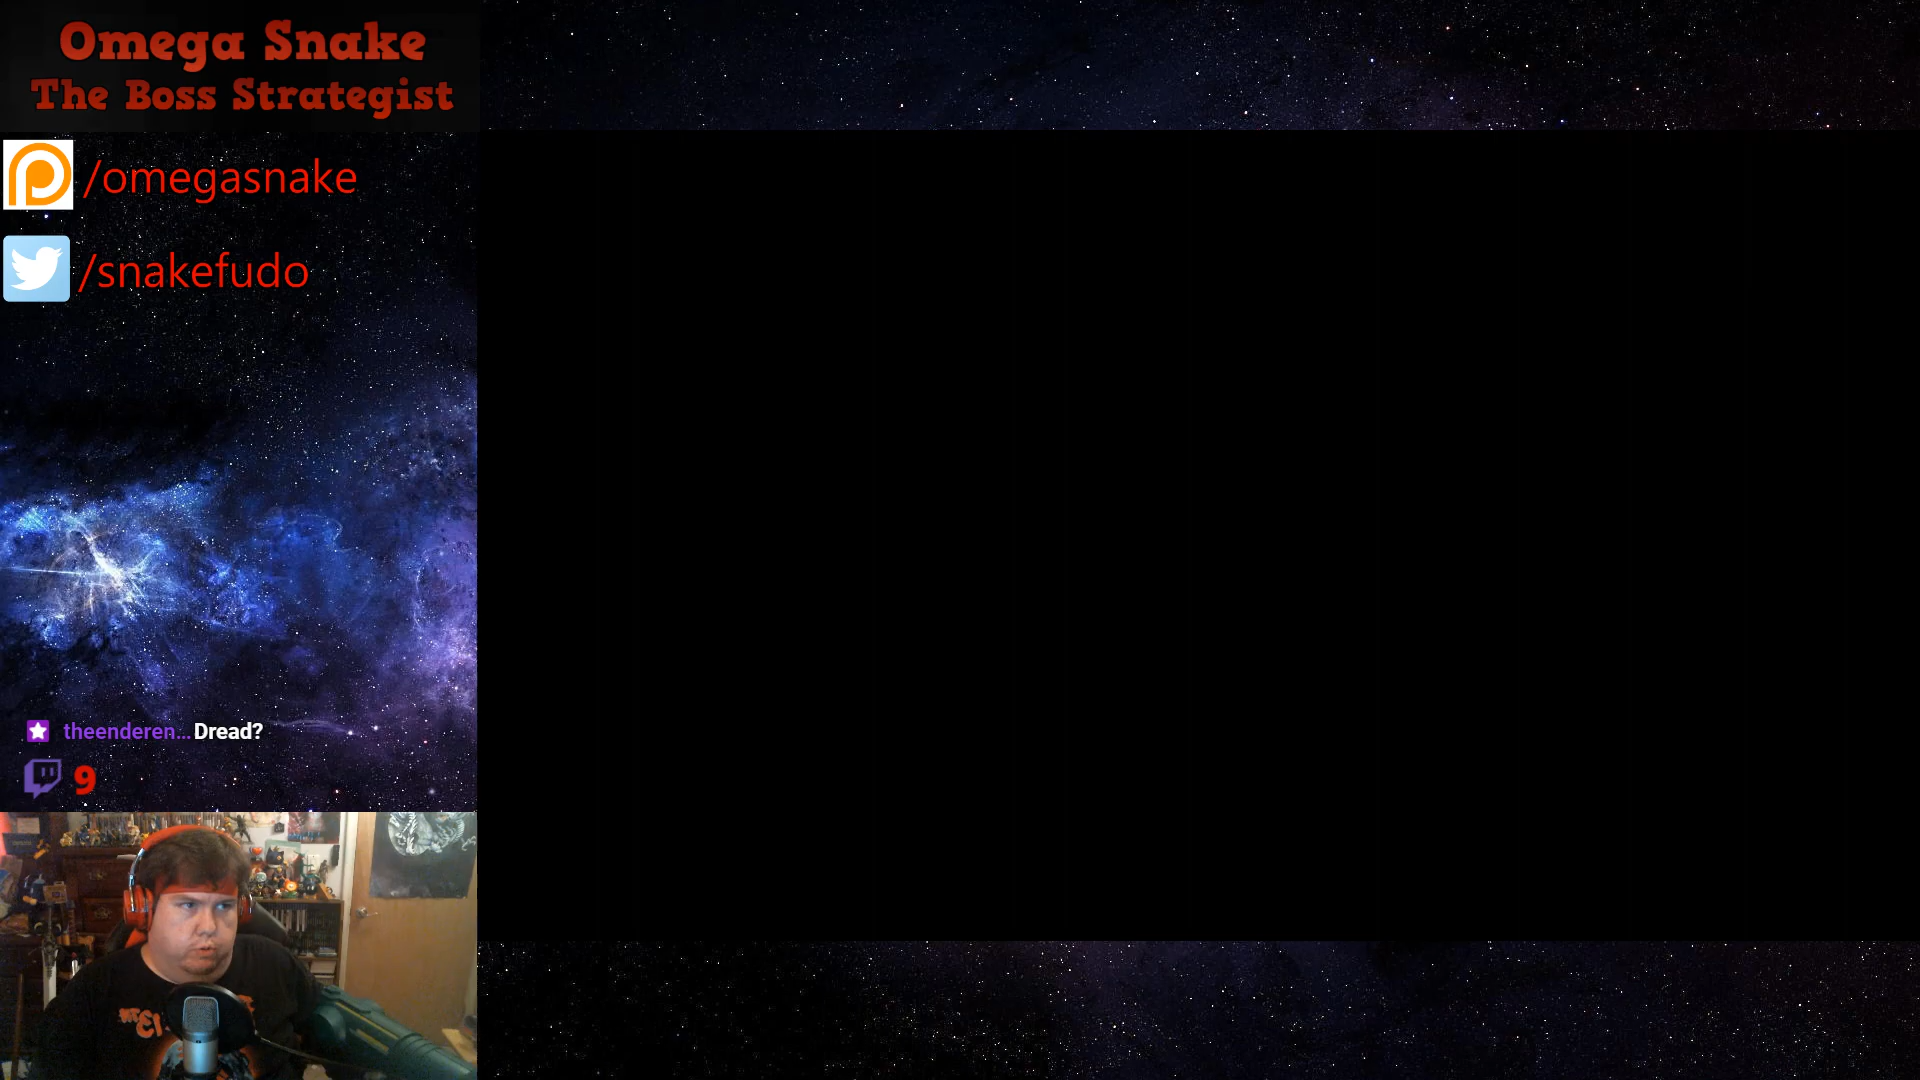 Omega Snake
The Boss Strategist
/omegasnake
/snakefudo
theenderen... Dread?
9